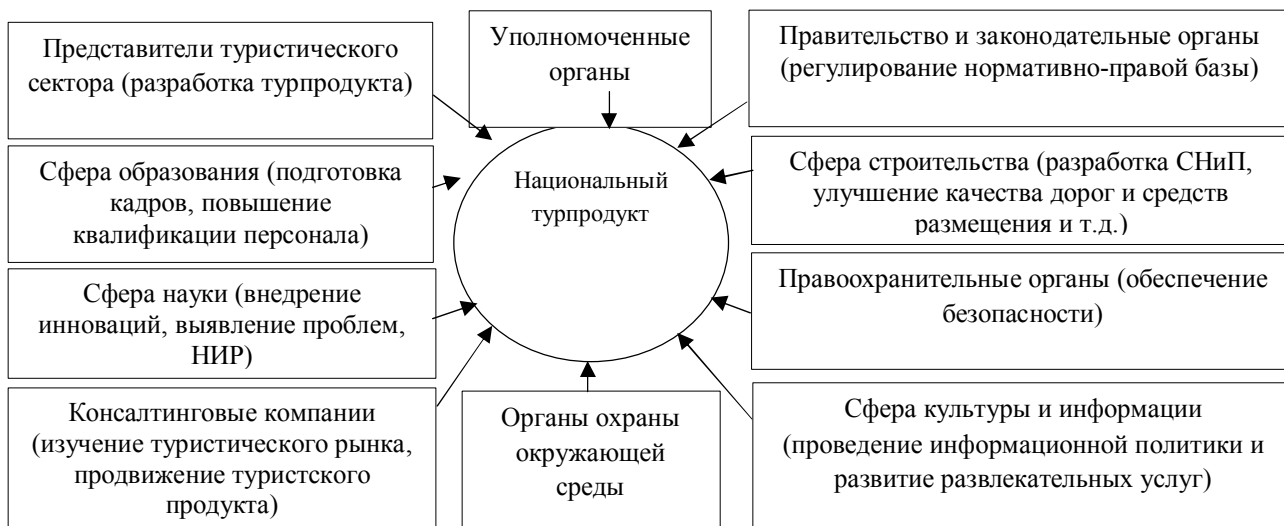 Представители туристического
сектора (разработка турпродукта)
Уполномоченные
органы
Правительство и законодательные органы
(регулирование нормативно-правой базы)
Сфера образования (подготовка
кадров, повышение
квалификации персонала)
Национальный
турпродукт
Сфера строительства (разработка СНиП,
улучшение качества дорог и средств
размещения и т.д.)
Сфера науки (внедрение
инноваций, выявление проблем,
НИР)
Правоохранительные органы (обеспечение
безопасности)
Консалтинговые компании
(изучение туристического рынка,
продвижение туристского
продукта)
Органы охраны
окружающей
среды
Сфера культуры и информации
(проведение информационной политики и
развитие развлекательных услуг)